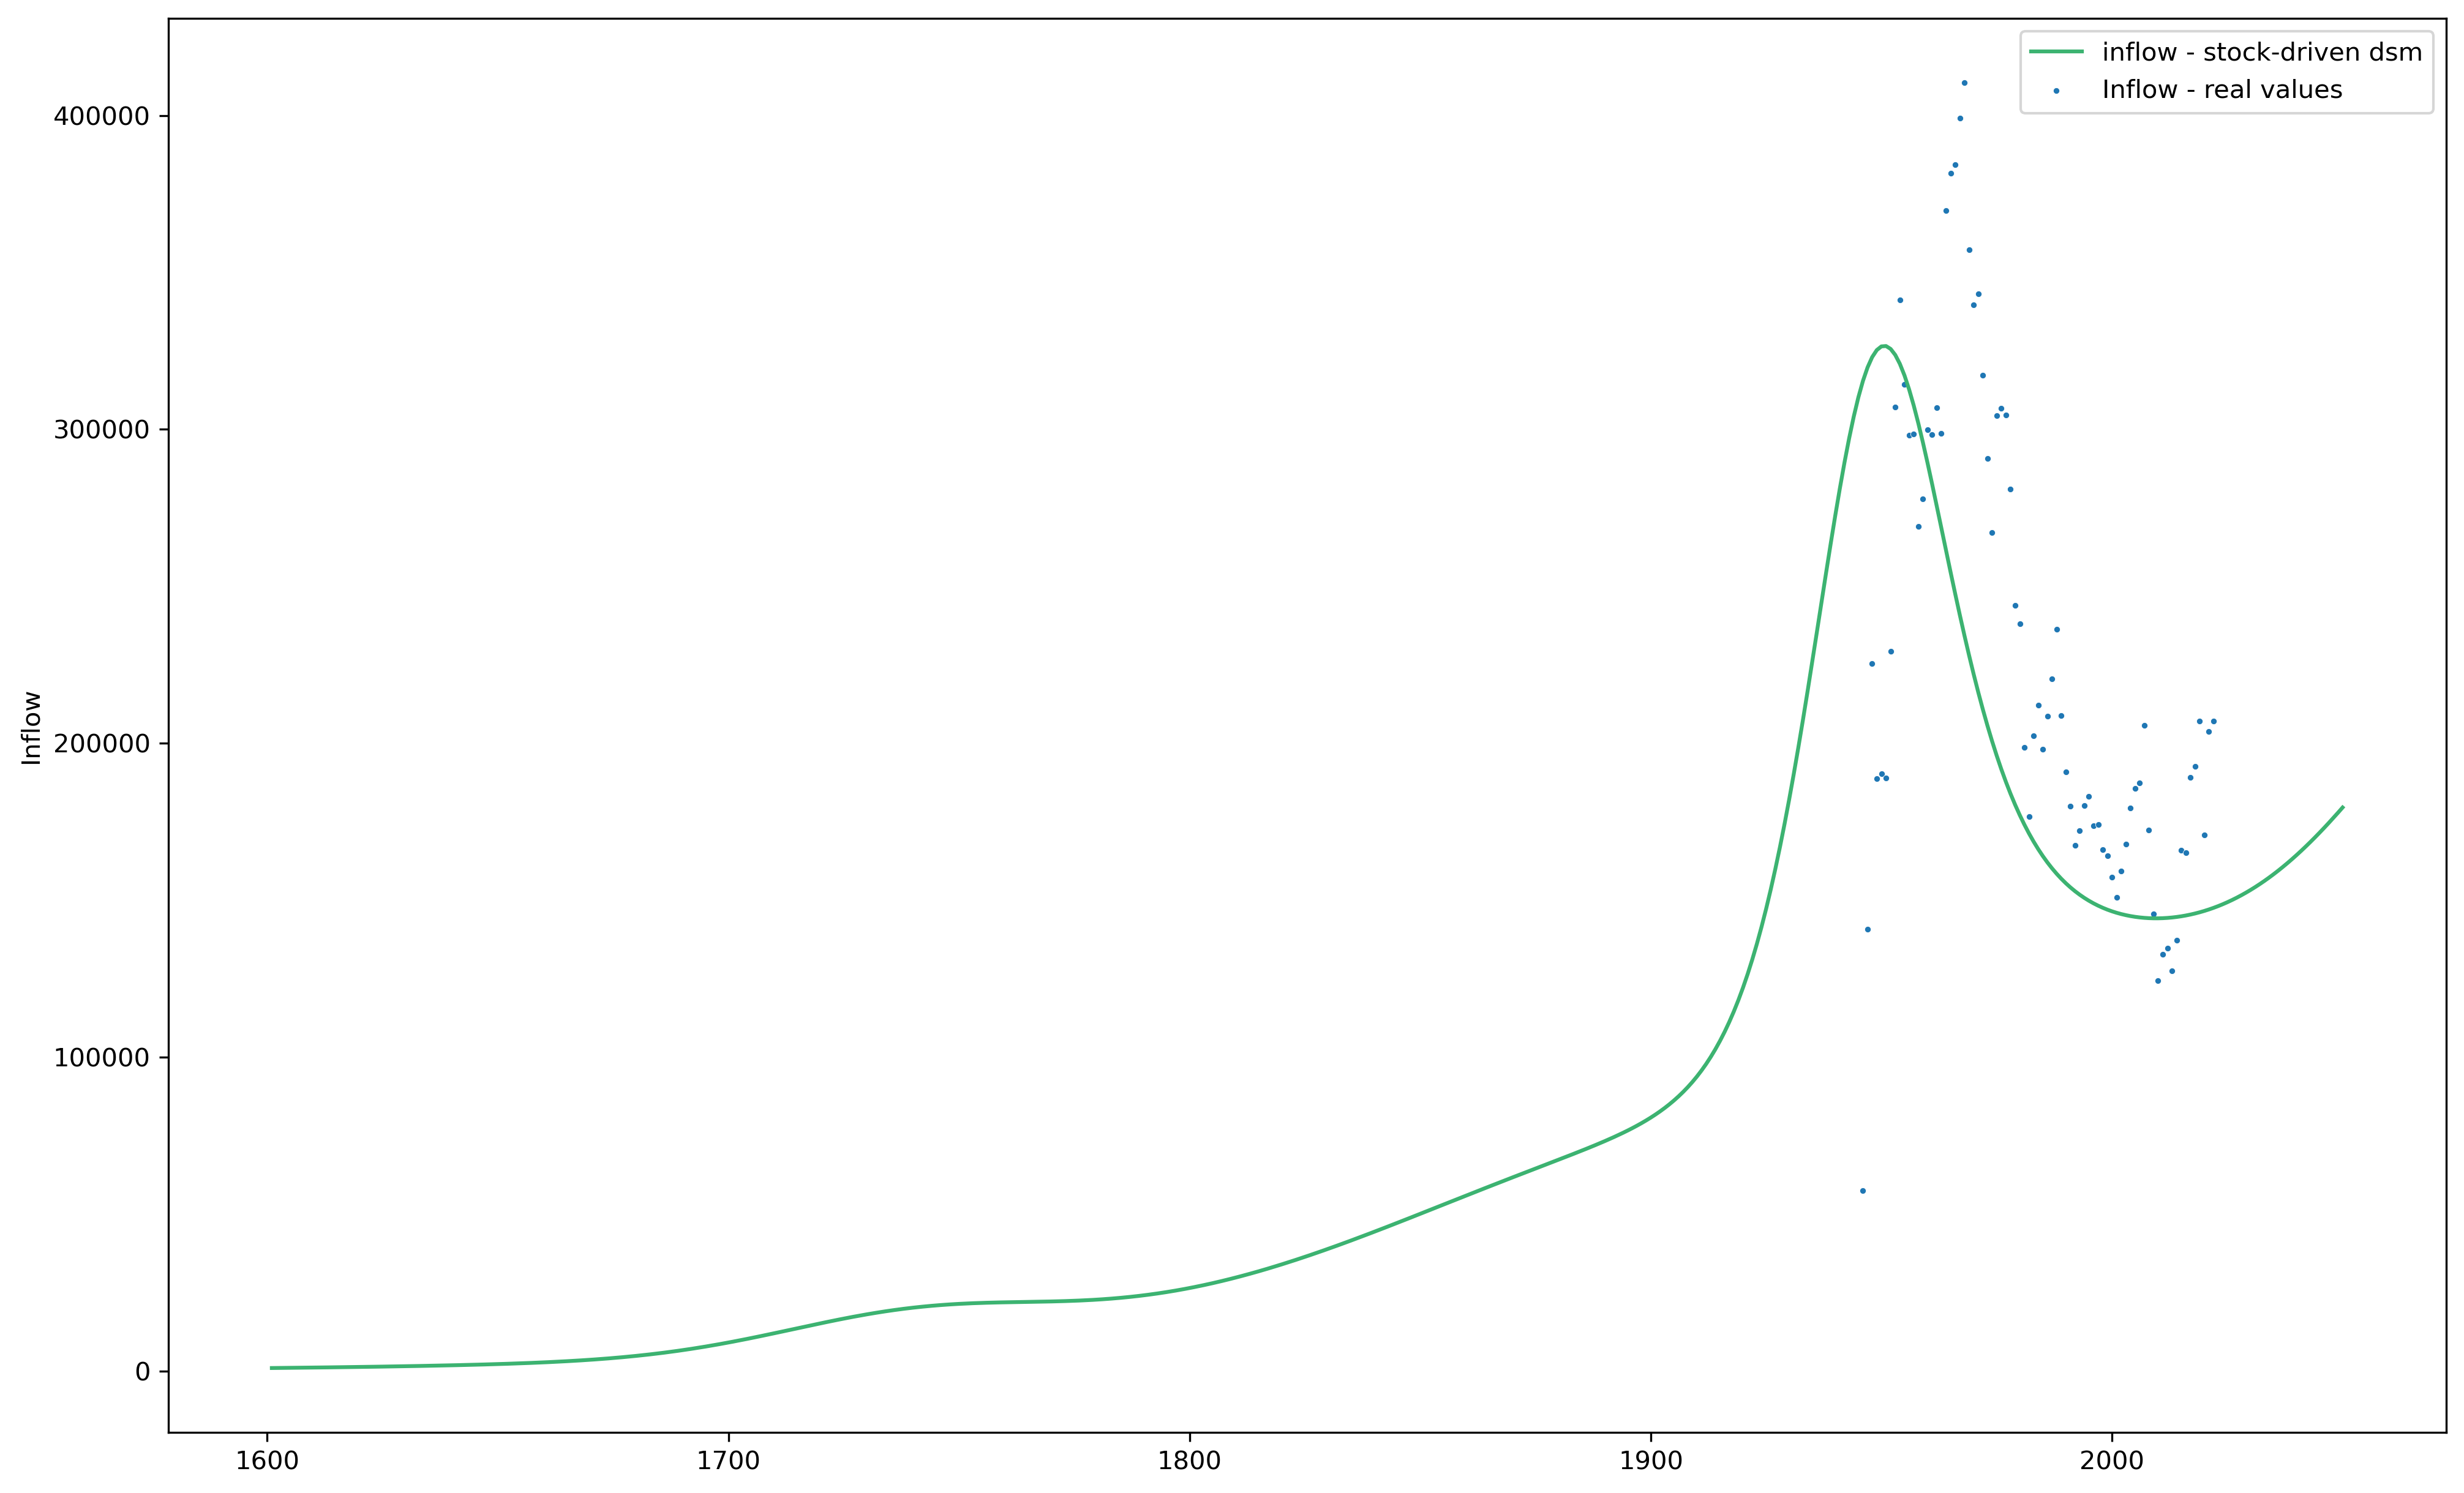 inflow - stock-driven dsm
Inflow - real values
400000
300000
200000
100000
0
Inflow
1600 1700 1800 1900 2000